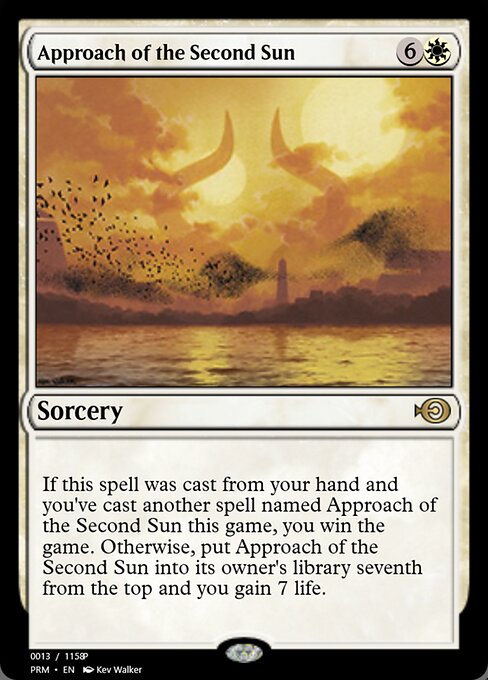 Approach of the Second Sun 6
Sorcery
If this spell was cast from your hand and
you've cast another spell named Approach of
the Second Sun this game, you win the
game. Otherwise, put Approach of the
Second Sun into its owner's library seventh
from the top and you gain 7 life.
0013 / 1158P
PRM • EN Kev Walker